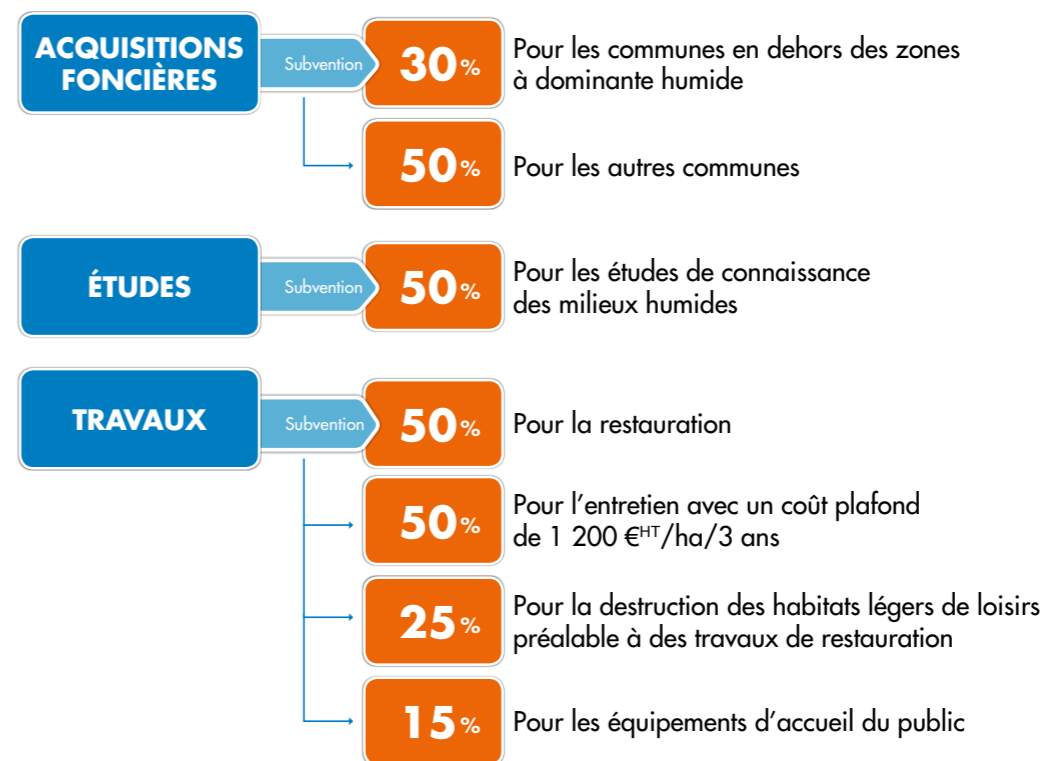 ACQUISITIONS
FONCIÈRES
Subvention
30%
Pour les communes en dehors des zones
à dominante humide
50%
Pour les autres communes
ÉTUDES
Subvention
50%
Pour les études de connaissance
des milieux humides
TRAVAUX
Subvention
50%
Pour la restauration
50%
Pour l'entretien avec un coût plafond
de 1 200 €HT/ha/3 ans
25%
Pour la destruction des habitats légers de loisirs
préalable à des travaux de restauration
15%
Pour les équipements d'accueil du public